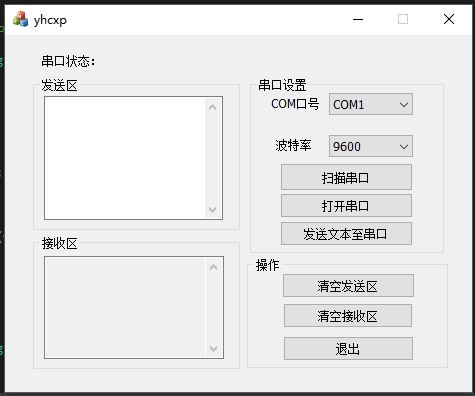 yhcxp
串口状态：
发送区
串口设置
COM口号
COM1
波特率
9600
扫描串口
打开串口
发送文本至串口
接收区
操作
清空发送区
清空接收区
退出